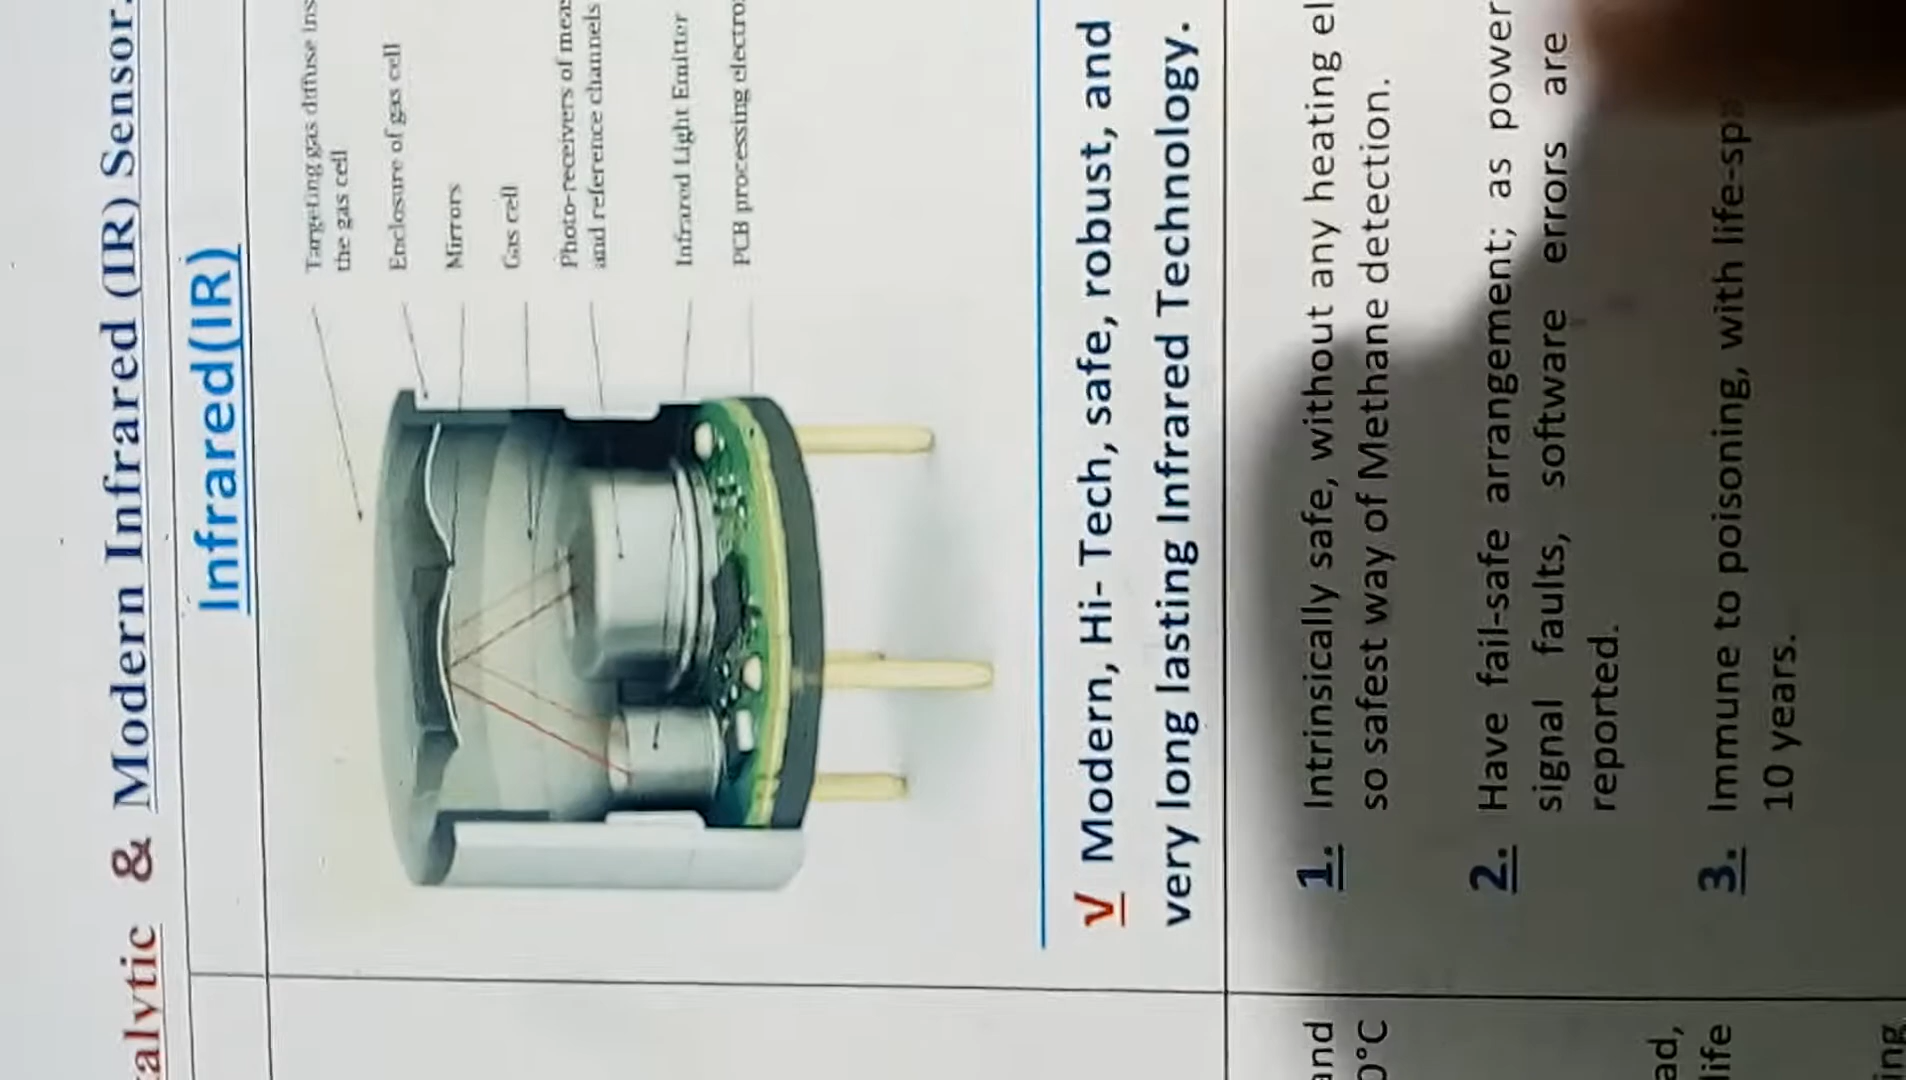 alytic & Modern Infrared (IR) Sensor.
Infrared(IR)
Targeting gas diffuse ins
the gas cell
Enclosure of gas cell
Mirrors
Gas cell
Photo-receivers of meas
and reference channels
Infrared Light Emitter
PCB processing electro
√ Modern, Hi- Tech, safe, robust, and
very long lasting Infrared Technology.
1. Intrinsically safe, without any heating el
so safest way of Methane detection.
2. Have fail-safe arrangement; as power
signal faults, software errors are
reported.
3. Immune to poisoning, with life-sp
10 years.
and
0°C
ad,
life
ing